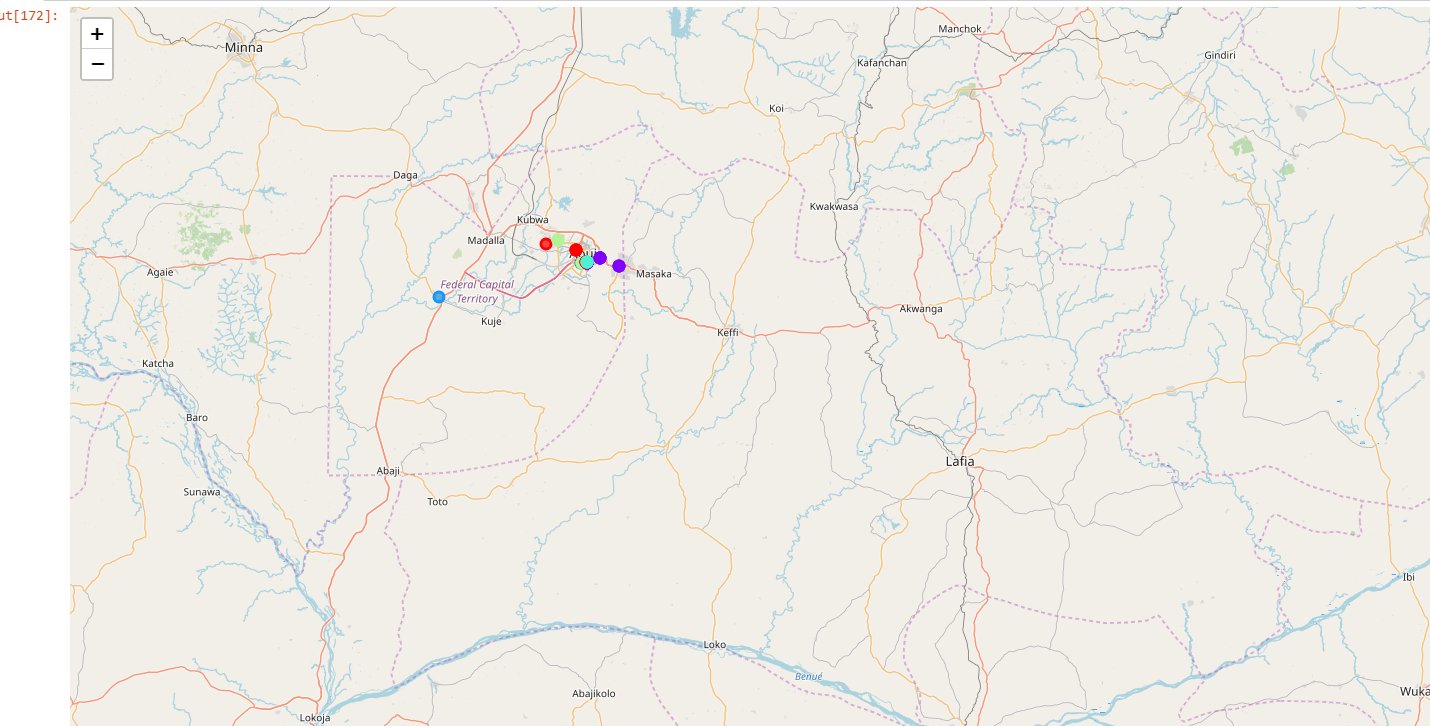 ut[172]:
+
−
Minna
Manchok
Gindiri
Kafanchan
Koi
Daga
Kwakwasa
Kubwa
Madalla
Masaka
Agaie
Federal Capital
Territory
Kuje
Akwanga
Keffi
Katcha
Baro
Lafia
Abaji
Sunawa
Toto
Ibi
Loko
Benué
Abajikolo
Wuka
Lokoja